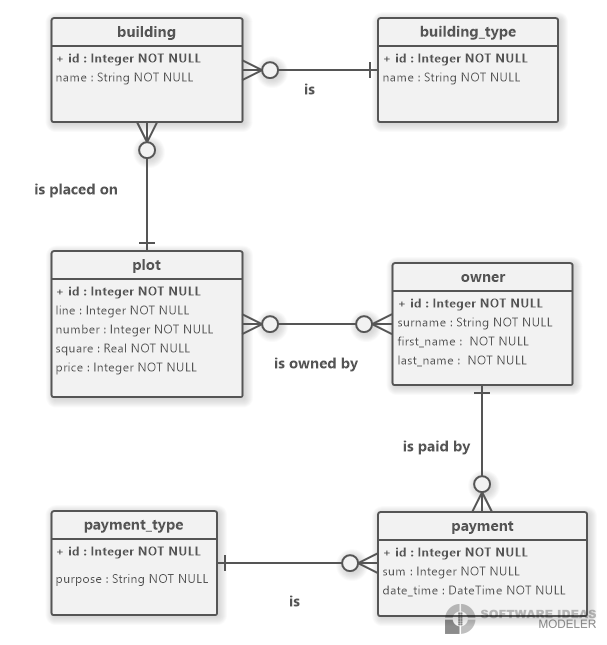 building
+ id : Integer NOT NULL
name : String NOT NULL
building_type
+ id : Integer NOT NULL
name : String NOT NULL
is
is placed on
plot
+ id : Integer NOT NULL
line : Integer NOT NULL
number : Integer NOT NULL
square : Real NOT NULL
price : Integer NOT NULL
owner
+ id : Integer NOT NULL
surname : String NOT NULL
first_name :  NOT NULL
last_name :  NOT NULL
is owned by
is paid by
payment_type
+ id : Integer NOT NULL
purpose : String NOT NULL
payment
+ id : Integer NOT NULL
sum : Integer NOT NULL
date_time : DateTime NOT NULL
is
SOFTWARE IDEAS
MODELER